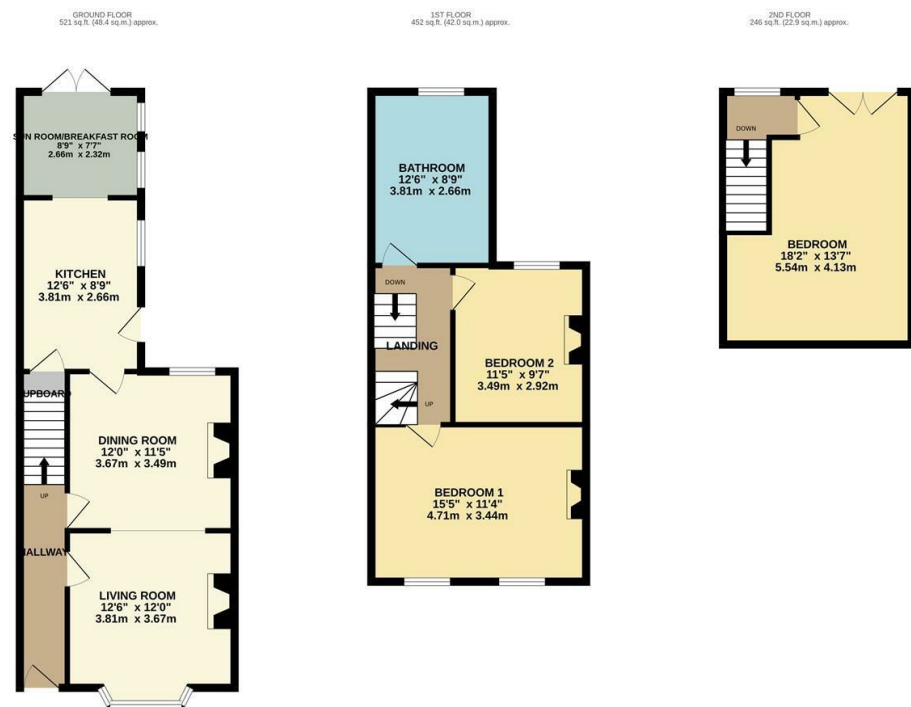 GROUND FLOOR
521 sq.ft. (48.4 sq.m.) approx.
SUN ROOM/BREAKFAST ROOM
8'9" x 7'7"
2.66m x 2.32m
KITCHEN
12'6" x 8'9"
3.81m x 2.66m
CUPBOARD
DINING ROOM
12'0" x 11'5"
3.67m x 3.49m
UP
HALLWAY
LIVING ROOM
12'6" x 12'0"
3.81m x 3.67m
1ST FLOOR
452 sq.ft. (42.0 sq.m.) approx.
BATHROOM
12'6" x 8'9"
3.81m x 2.66m
DOWN
LANDING
BEDROOM 2
11'5" x 9'7"
3.49m x 2.92m
UP
BEDROOM 1
15'5" x 11'4"
4.71m x 3.44m
2ND FLOOR
246 sq.ft. (22.9 sq.m.) approx.
DOWN
BEDROOM
18'2" x 13'7"
5.54m x 4.13m